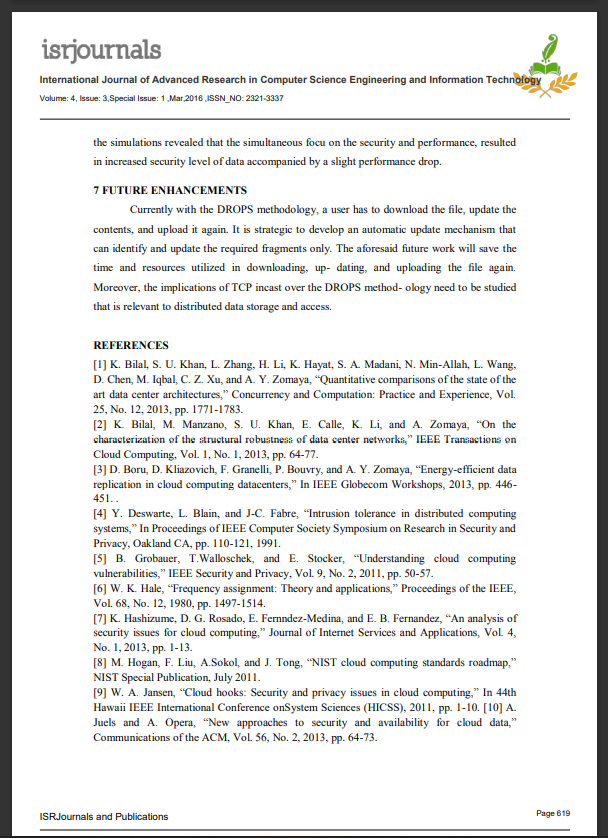 isrjournals
International Journal of Advanced Research in Computer Science Engineering and Information Technology
Volume: 4, Issue: 3,Special Issue: 1 ,Mar,2016 ,ISSN_NO: 2321-3337
the simulations revealed that the simultaneous focu on the security and performance, resulted
in increased security level of data accompanied by a slight performance drop.
7 FUTURE ENHANCEMENTS
Currently with the DROPS methodology, a user has to download the file, update the
contents, and upload it again. It is strategic to develop an automatic update mechanism that
can identify and update the required fragments only. The aforesaid future work will save the
time and resources utilized in downloading, up- dating, and uploading the file again.
Moreover, the implications of TCP incast over the DROPS method- ology need to be studied
that is relevant to distributed data storage and access.
REFERENCES
[1] K. Bilal, S. U. Khan, L. Zhang, H. Li, K. Hayat, S. A. Madani, N. Min-Allah, L. Wang,
D. Chen, M. Iqbal, C. Z. Xu, and A. Y. Zomaya, “Quantitative comparisons of the state of the
art data center architectures,” Concurrency and Computation: Practice and Experience, Vol.
25, No. 12, 2013, pp. 1771-1783.
[2] K. Bilal, M. Manzano, S. U. Khan, E. Calle, K. Li, and A. Zomaya, “On the
characterization of the structural robustness of data center networks,” IEEE Transactions on
Cloud Computing, Vol. 1, No. 1, 2013, pp. 64-77.
[3] D. Boru, D. Kliazovich, F. Granelli, P. Bouvry, and A. Y. Zomaya, “Energy-efficient data
replication in cloud computing datacenters,” In IEEE Globecom Workshops, 2013, pp. 446-
451. .
[4] Y. Deswarte, L. Blain, and J-C. Fabre, “Intrusion tolerance in distributed computing
systems,” In Proceedings of IEEE Computer Society Symposium on Research in Security and
Privacy, Oakland CA, pp. 110-121, 1991.
[5] B. Grobauer, T.Walloschek, and E. Stocker, “Understanding cloud computing
vulnerabilities,” IEEE Security and Privacy, Vol. 9, No. 2, 2011, pp. 50-57.
[6] W. K. Hale, “Frequency assignment: Theory and applications,” Proceedings of the IEEE,
Vol. 68, No. 12, 1980, pp. 1497-1514.
[7] K. Hashizume, D. G. Rosado, E. Fernndez-Medina, and E. B. Fernandez, “An analysis of
security issues for cloud computing,” Journal of Internet Services and Applications, Vol. 4,
No. 1, 2013, pp. 1-13.
[8] M. Hogan, F. Liu, A.Sokol, and J. Tong, “NIST cloud computing standards roadmap,”
NIST Special Publication, July 2011.
[9] W. A. Jansen, “Cloud hooks: Security and privacy issues in cloud computing,” In 44th
Hawaii IEEE International Conference onSystem Sciences (HICSS), 2011, pp. 1-10. [10] A.
Juels and A. Opera, “New approaches to security and availability for cloud data,”
Communications of the ACM, Vol. 56, No. 2, 2013, pp. 64-73.
ISRJournals and Publications
Page 619